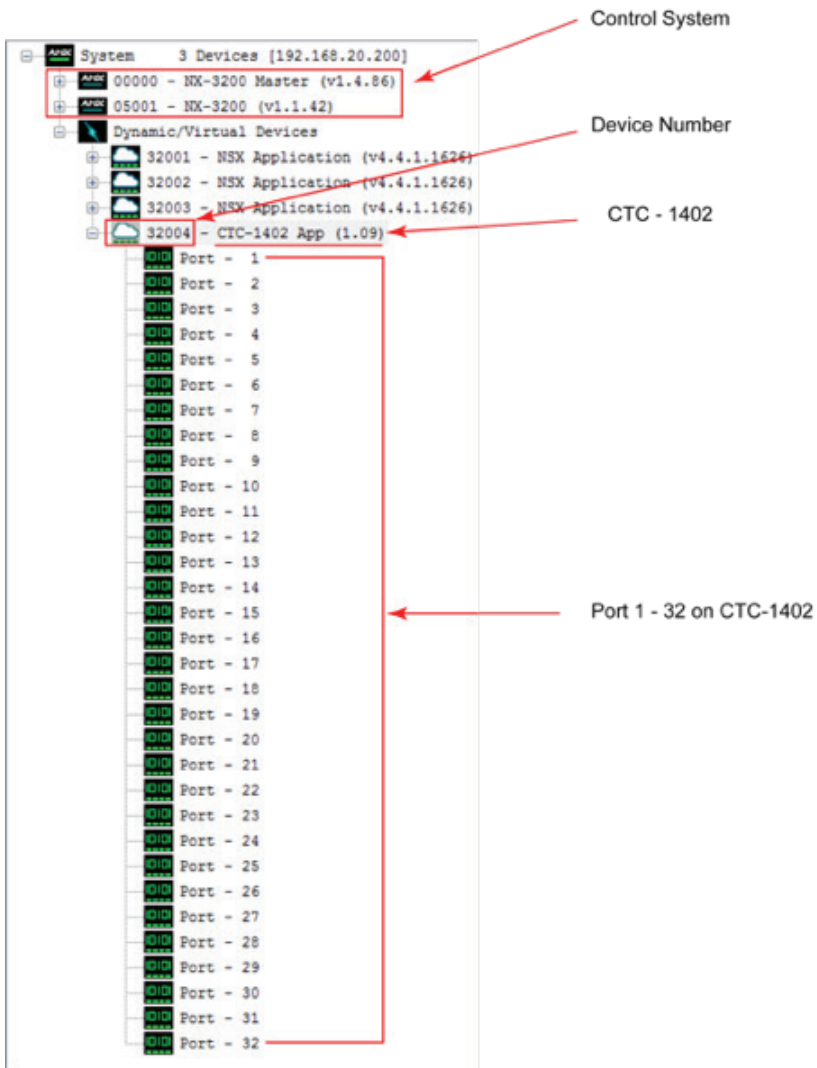 Control System
System 3 Devices [192.168.20.200]
00000 - NX-3200 Master (v1.4.86)
05001 - NX-3200 (v1.1.42)
Dynamic/Virtual Devices
Device Number
32001 - NSX Application (v4.4.1.1626)
32002 - NSX Application (v4.4.1.1626)
32003 - NSX Application (v4.4.1.1626)
CTC - 1402
32004 - CTC-1402 App (1.09)
Port - 1
Port - 2
Port - 3
Port - 4
Port - 5
Port - 6
Port - 7
Port - 8
Port - 9
Port - 10
Port - 11
Port - 12
Port - 13
Port - 14
Port - 15
Port 1 - 32 on CTC-1402
Port - 16
Port - 17
Port - 18
Port - 19
Port - 20
Port - 21
Port - 22
Port - 23
Port - 24
Port - 25
Port - 26
Port - 27
Port - 28
Port - 29
Port - 30
Port - 31
Port - 32